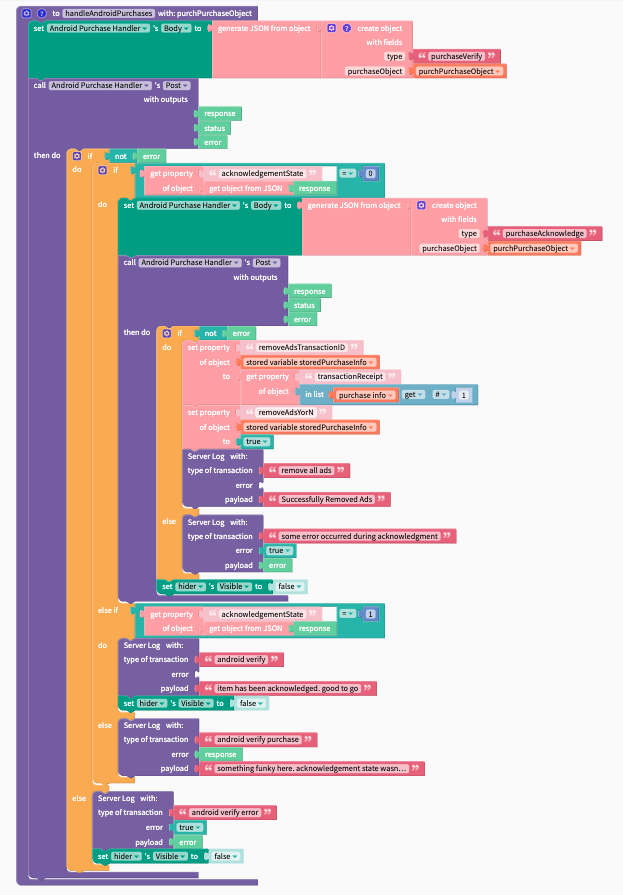 to handleAndroidPurchases with: purchPurchaseObject
set Android Purchase Handler 's Body to generate JSON from object create object
with fields
type “ purchaseVerify ”
purchaseObject purchPurchaseObject
call Android Purchase Handler 's Post
with outputs
response
status
error
then do if not error
do if get property “ acknowledgementState ” = 0
of object get object from JSON response
do set Android Purchase Handler 's Body to generate JSON from object create object
with fields
type “ purchaseAcknowledge ”
purchaseObject purchPurchaseObject
call Android Purchase Handler 's Post
with outputs
response
status
error
then do if not error
do set property “ removeAdsTransactionID ”
of object stored variable storedPurchaseInfo
to get property “ transactionReceipt ”
of object in list purchase info get # 1
set property “ removeAdsYorN ”
of object stored variable storedPurchaseInfo
to true
Server Log with:
type of transaction “ remove all ads ”
error
payload “ Successfully Removed Ads ”
else Server Log with:
type of transaction “ some error occurred during acknowledgment ”
error true
payload error
set hider 's Visible to false
else if get property “ acknowledgementState ” = 1
of object get object from JSON response
do Server Log with:
type of transaction “ android verify ”
error
payload “ item has been acknowledged. good to go ”
set hider 's Visible to false
else Server Log with:
type of transaction “ android verify purchase ”
error response
payload “ something funky here. acknowledgement state wasn... ”
else Server Log with:
type of transaction “ android verify error ”
error true
payload error
set hider 's Visible to false